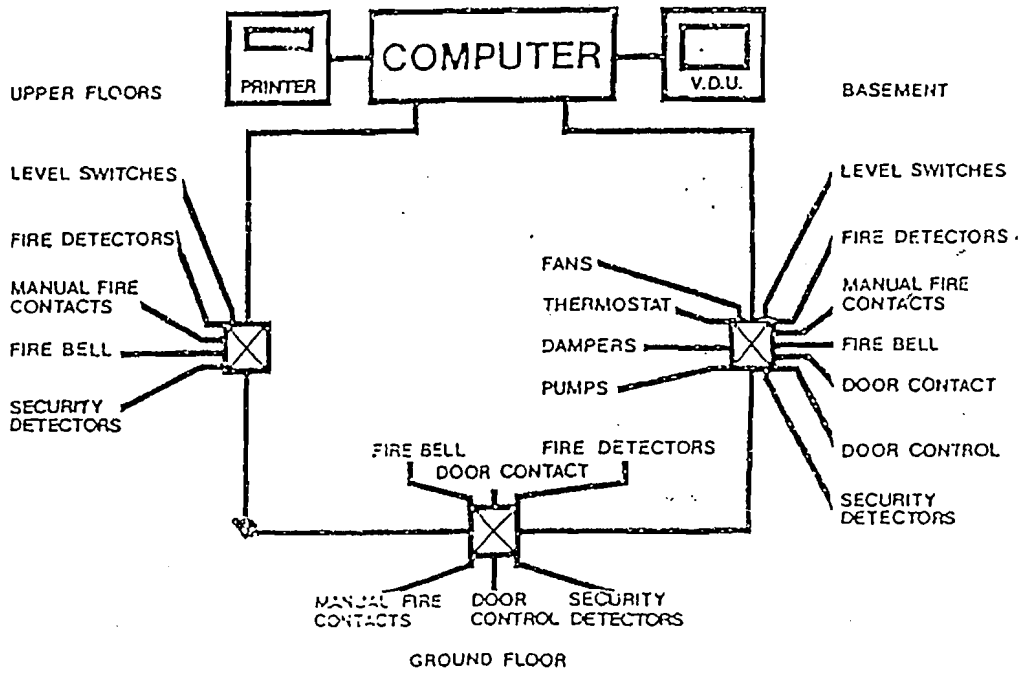 COMPUTER
PRINTER
V.D.U.
UPPER FLOORS
BASEMENT
LEVEL SWITCHES
FIRE DETECTORS
MANUAL FIRE
CONTACTS
FIRE BELL
SECURITY
DETECTORS
FANS
THERMOSTAT
DAMPERS
PUMPS
LEVEL SWITCHES
FIRE DETECTORS
MANUAL FIRE
CONTACTS
FIRE BELL
DOOR CONTACT
DOOR CONTROL
SECURITY
DETECTORS
FIRE BELL
DOOR CONTACT
FIRE DETECTORS
MANUAL FIRE
CONTACTS
DOOR
CONTROL
SECURITY
DETECTORS
GROUND FLOOR